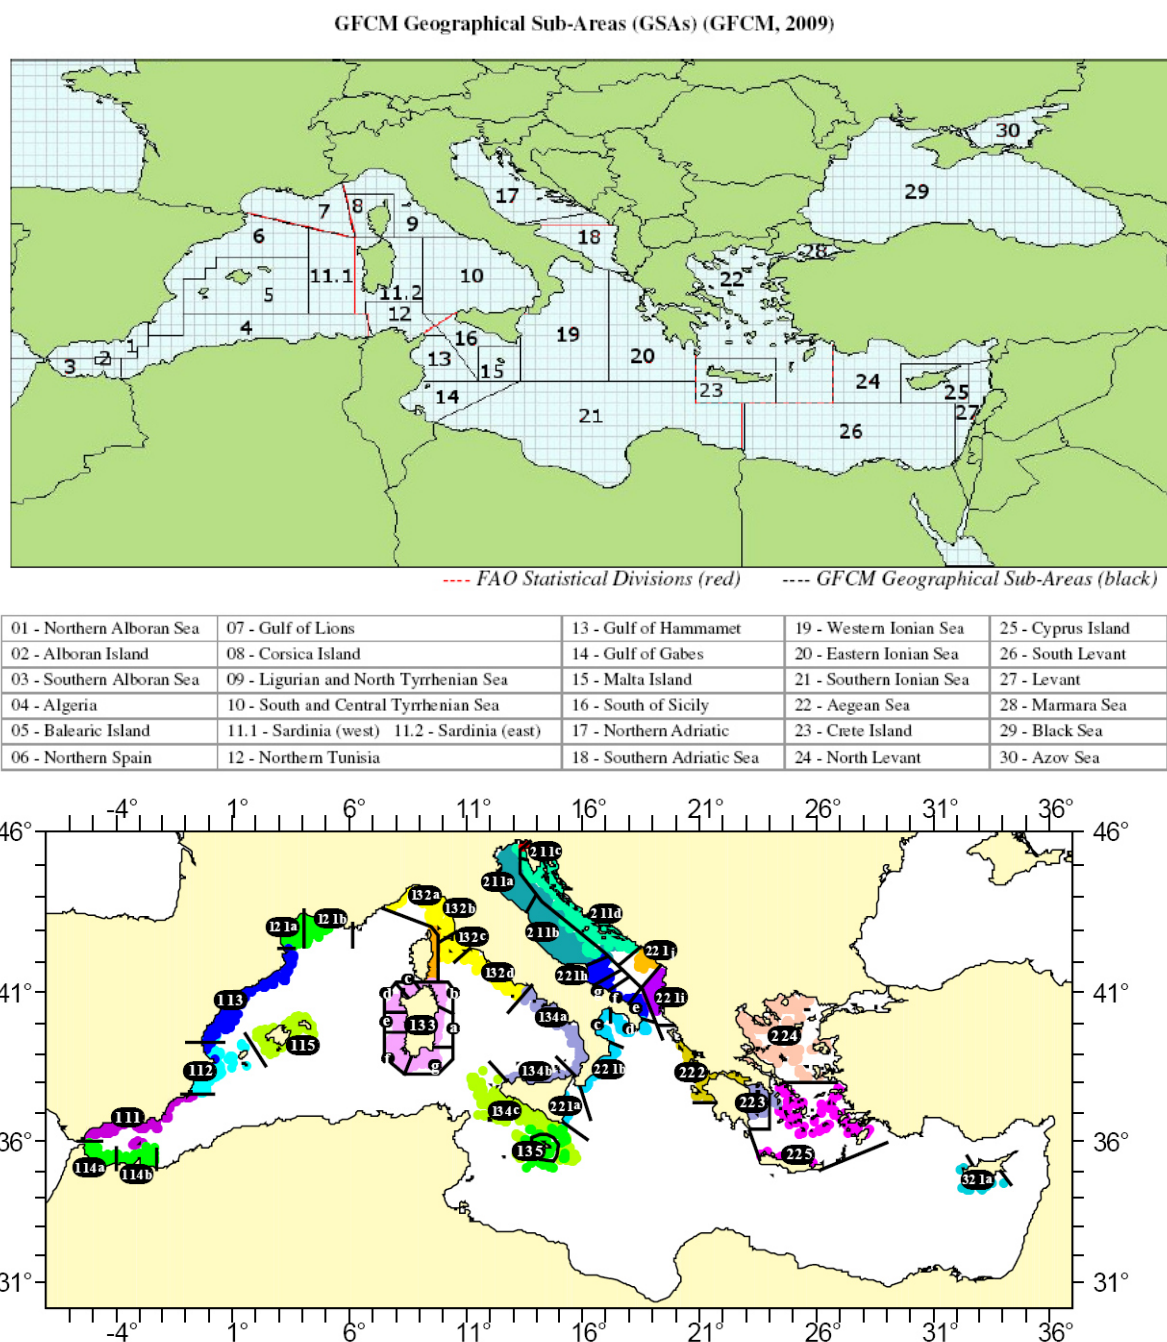 GFCM Geographical Sub-Areas (GSAs) (GFCM, 2009)
30
29
17
7
8
9
18
28
6
22
11.1
10
5
11.2
12
4
19
16
1
2
3
13
15
20
24
23
25
14
27
21
26
---- FAO Statistical Divisions (red) ---- GFCM Geographical Sub-Areas (black)
01 - Northern Alboran Sea 07 - Gulf of Lions 13 - Gulf of Hammamet 19 - Western Ionian Sea 25 - Cyprus Island
02 - Alboran Island 08 - Corsica Island 14 - Gulf of Gabes 20 - Eastern Ionian Sea 26 - South Levant
03 - Southern Alboran Sea 09 - Ligurian and North Tyrrhenian Sea 15 - Malta Island 21 - Southern Ionian Sea 27 - Levant
04 - Algeria 10 - South and Central Tyrrhenian Sea 16 - South of Sicily 22 - Aegean Sea 28 - Marmara Sea
05 - Balearic Island 11.1 - Sardinia (west) 11.2 - Sardinia (east) 17 - Northern Adriatic 23 - Crete Island 29 - Black Sea
06 - Northern Spain 12 - Northern Tunisia 18 - Southern Adriatic Sea 24 - North Levant 30 - Azov Sea
-4° 1° 6° 11° 16° 21° 26° 31° 36°
46° 46°
211c
211a
132a
132b
211d
121a 121b
211b
132c
221j
132d 221h
c
41° 41°
d b g f 221i
113
e
134a
e 133 a c d
224
115
f g 134b 221b 222
112
134c 221a 223
111
36° 36°
135 225
114a 114b
321a
31° 31°
-4° 1° 6° 11° 16° 21° 26° 31° 36°